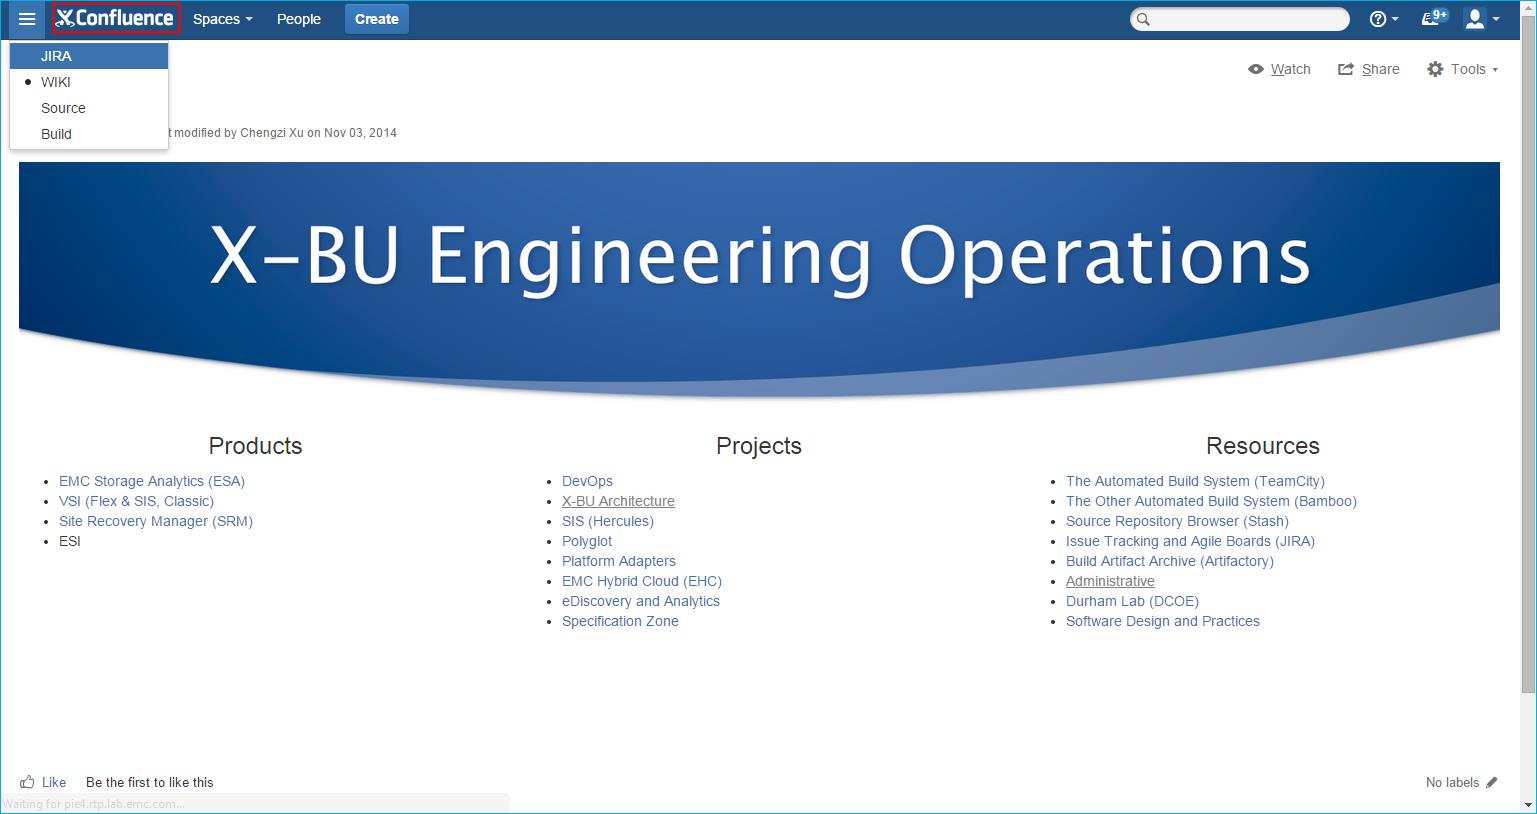 Confluence Spaces People Create 9+
JIRA
WIKI
Source
Build
Watch Share Tools
t modified by Chengzi Xu on Nov 03, 2014
X-BU Engineering Operations
Products
EMC Storage Analytics (ESA)
VSI (Flex & SIS, Classic)
Site Recovery Manager (SRM)
ESI
Projects
DevOps
X-BU Architecture
SIS (Hercules)
Polyglot
Platform Adapters
EMC Hybrid Cloud (EHC)
eDiscovery and Analytics
Specification Zone
Resources
The Automated Build System (TeamCity)
The Other Automated Build System (Bamboo)
Source Repository Browser (Stash)
Issue Tracking and Agile Boards (JIRA)
Build Artifact Archive (Artifactory)
Administrative
Durham Lab (DCOE)
Software Design and Practices
Like Be the first to like this No labels
Waiting for pie4.rtp.lab.emc.com...